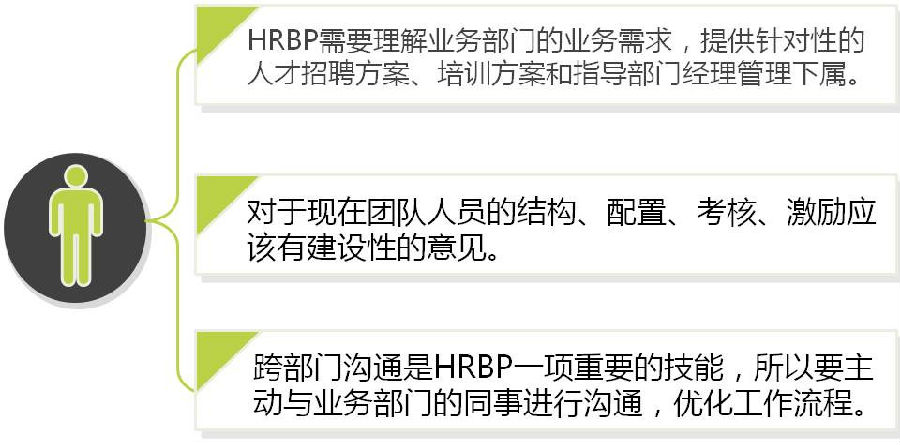 HRBP需要理解业务部门的业务需求，提供针对性的
人才招聘方案、培训方案和指导部门经理管理下属。
对于现在团队人员的结构、配置、考核、激励应
该有建设性的意见。
跨部门沟通是HRBP一项重要的技能，所以要主
动与业务部门的同事进行沟通，优化工作流程。